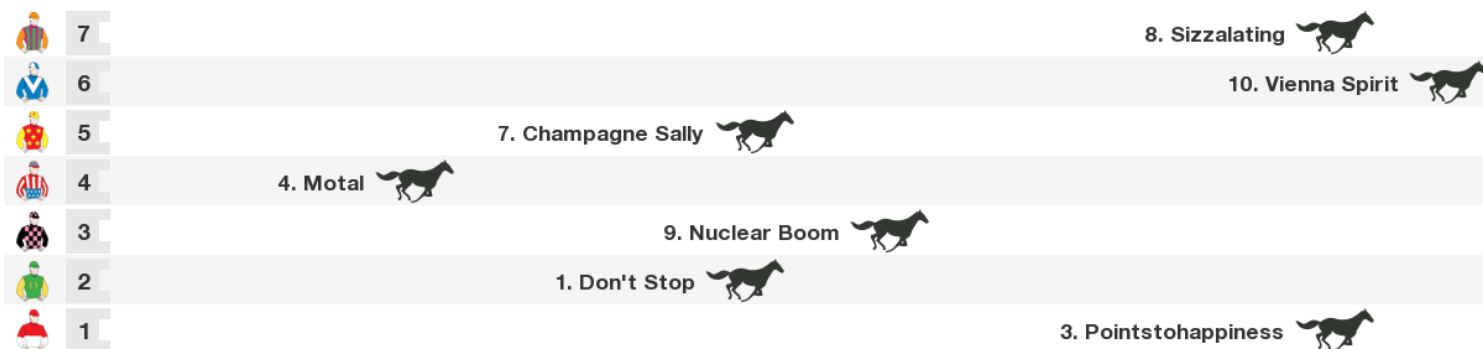 7 8. Sizzalating
6 10. Vienna Spirit
5 7. Champagne Sally
4 4. Motal
3 9. Nuclear Boom
2 1. Don't Stop
1 3. Pointstohappiness